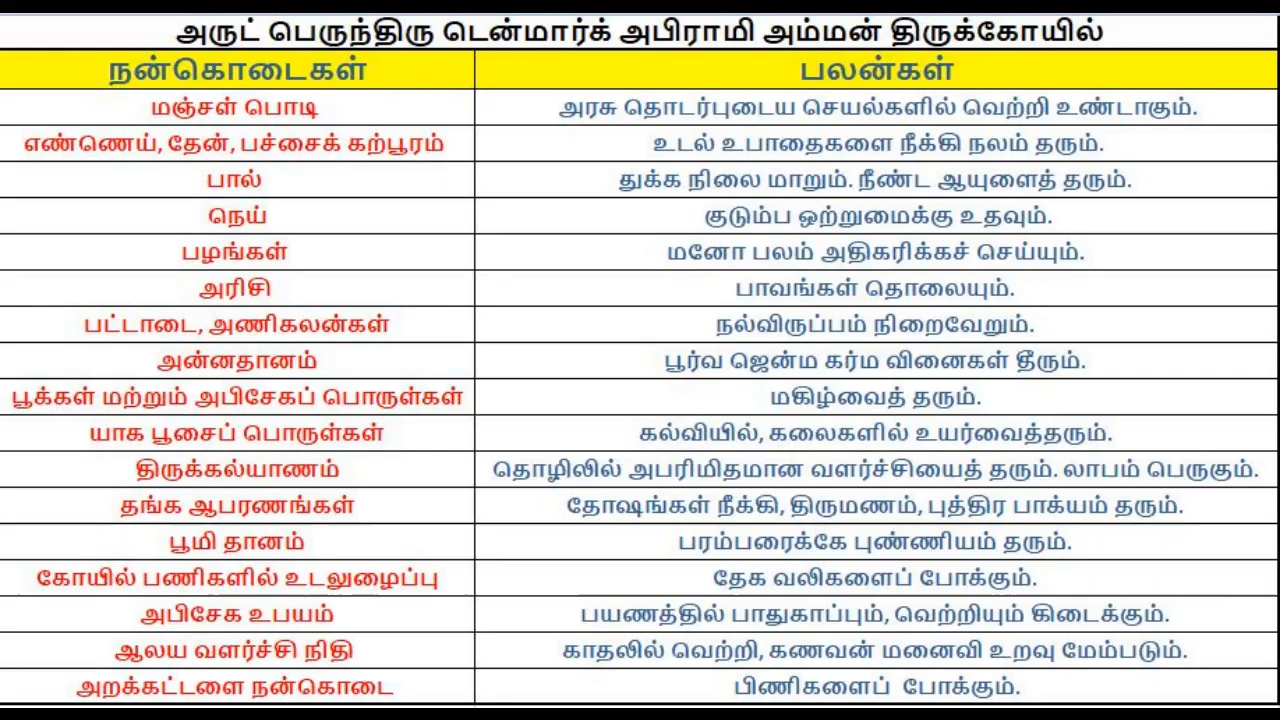 அருட் பெருந்திரு டென்மார்க் அபிராமி அம்மன் திருக்கோயில்
நன்கொடைகள் பலன்கள்
மஞ்சள் பொடி அரசு தொடர்புடைய செயல்களில் வெற்றி உண்டாகும்.
எண்ணெய், தேன், பச்சைக் கற்பூரம் உடல் உபாதைகளை நீக்கி நலம் தரும்.
பால் துக்க நிலை மாறும். நீண்ட ஆயுளைத் தரும்.
நெய் குடும்ப ஒற்றுமைக்கு உதவும்.
பழங்கள் மனோ பலம் அதிகரிக்கச் செய்யும்.
அரிசி பாவங்கள் தொலையும்.
பட்டாடை, அணிகலன்கள் நல்விருப்பம் நிறைவேறும்.
அன்னதானம் பூர்வ ஜென்ம கர்ம வினைகள் தீரும்.
பூக்கள் மற்றும் அபிசேகப் பொருள்கள் மகிழ்வைத் தரும்.
யாக பூசைப் பொருள்கள் கல்வியில், கலைகளில் உயர்வைத்தரும்.
திருக்கல்யாணம் தொழிலில் அபரிமிதமான வளர்ச்சியைத் தரும். லாபம் பெருகும்.
தங்க ஆபரணங்கள் தோஷங்கள் நீக்கி, திருமணம், புத்திர பாக்யம் தரும்.
பூமி தானம் பரம்பரைக்கே புண்ணியம் தரும்.
கோயில் பணிகளில் உடலுழைப்பு தேக வலிகளைப் போக்கும்.
அபிசேக உபயம் பயணத்தில் பாதுகாப்பும், வெற்றியும் கிடைக்கும்.
ஆலய வளர்ச்சி நிதி காதலில் வெற்றி, கணவன் மனைவி உறவு மேம்படும்.
அறக்கட்டளை நன்கொடை பிணிகளைப் போக்கும்.